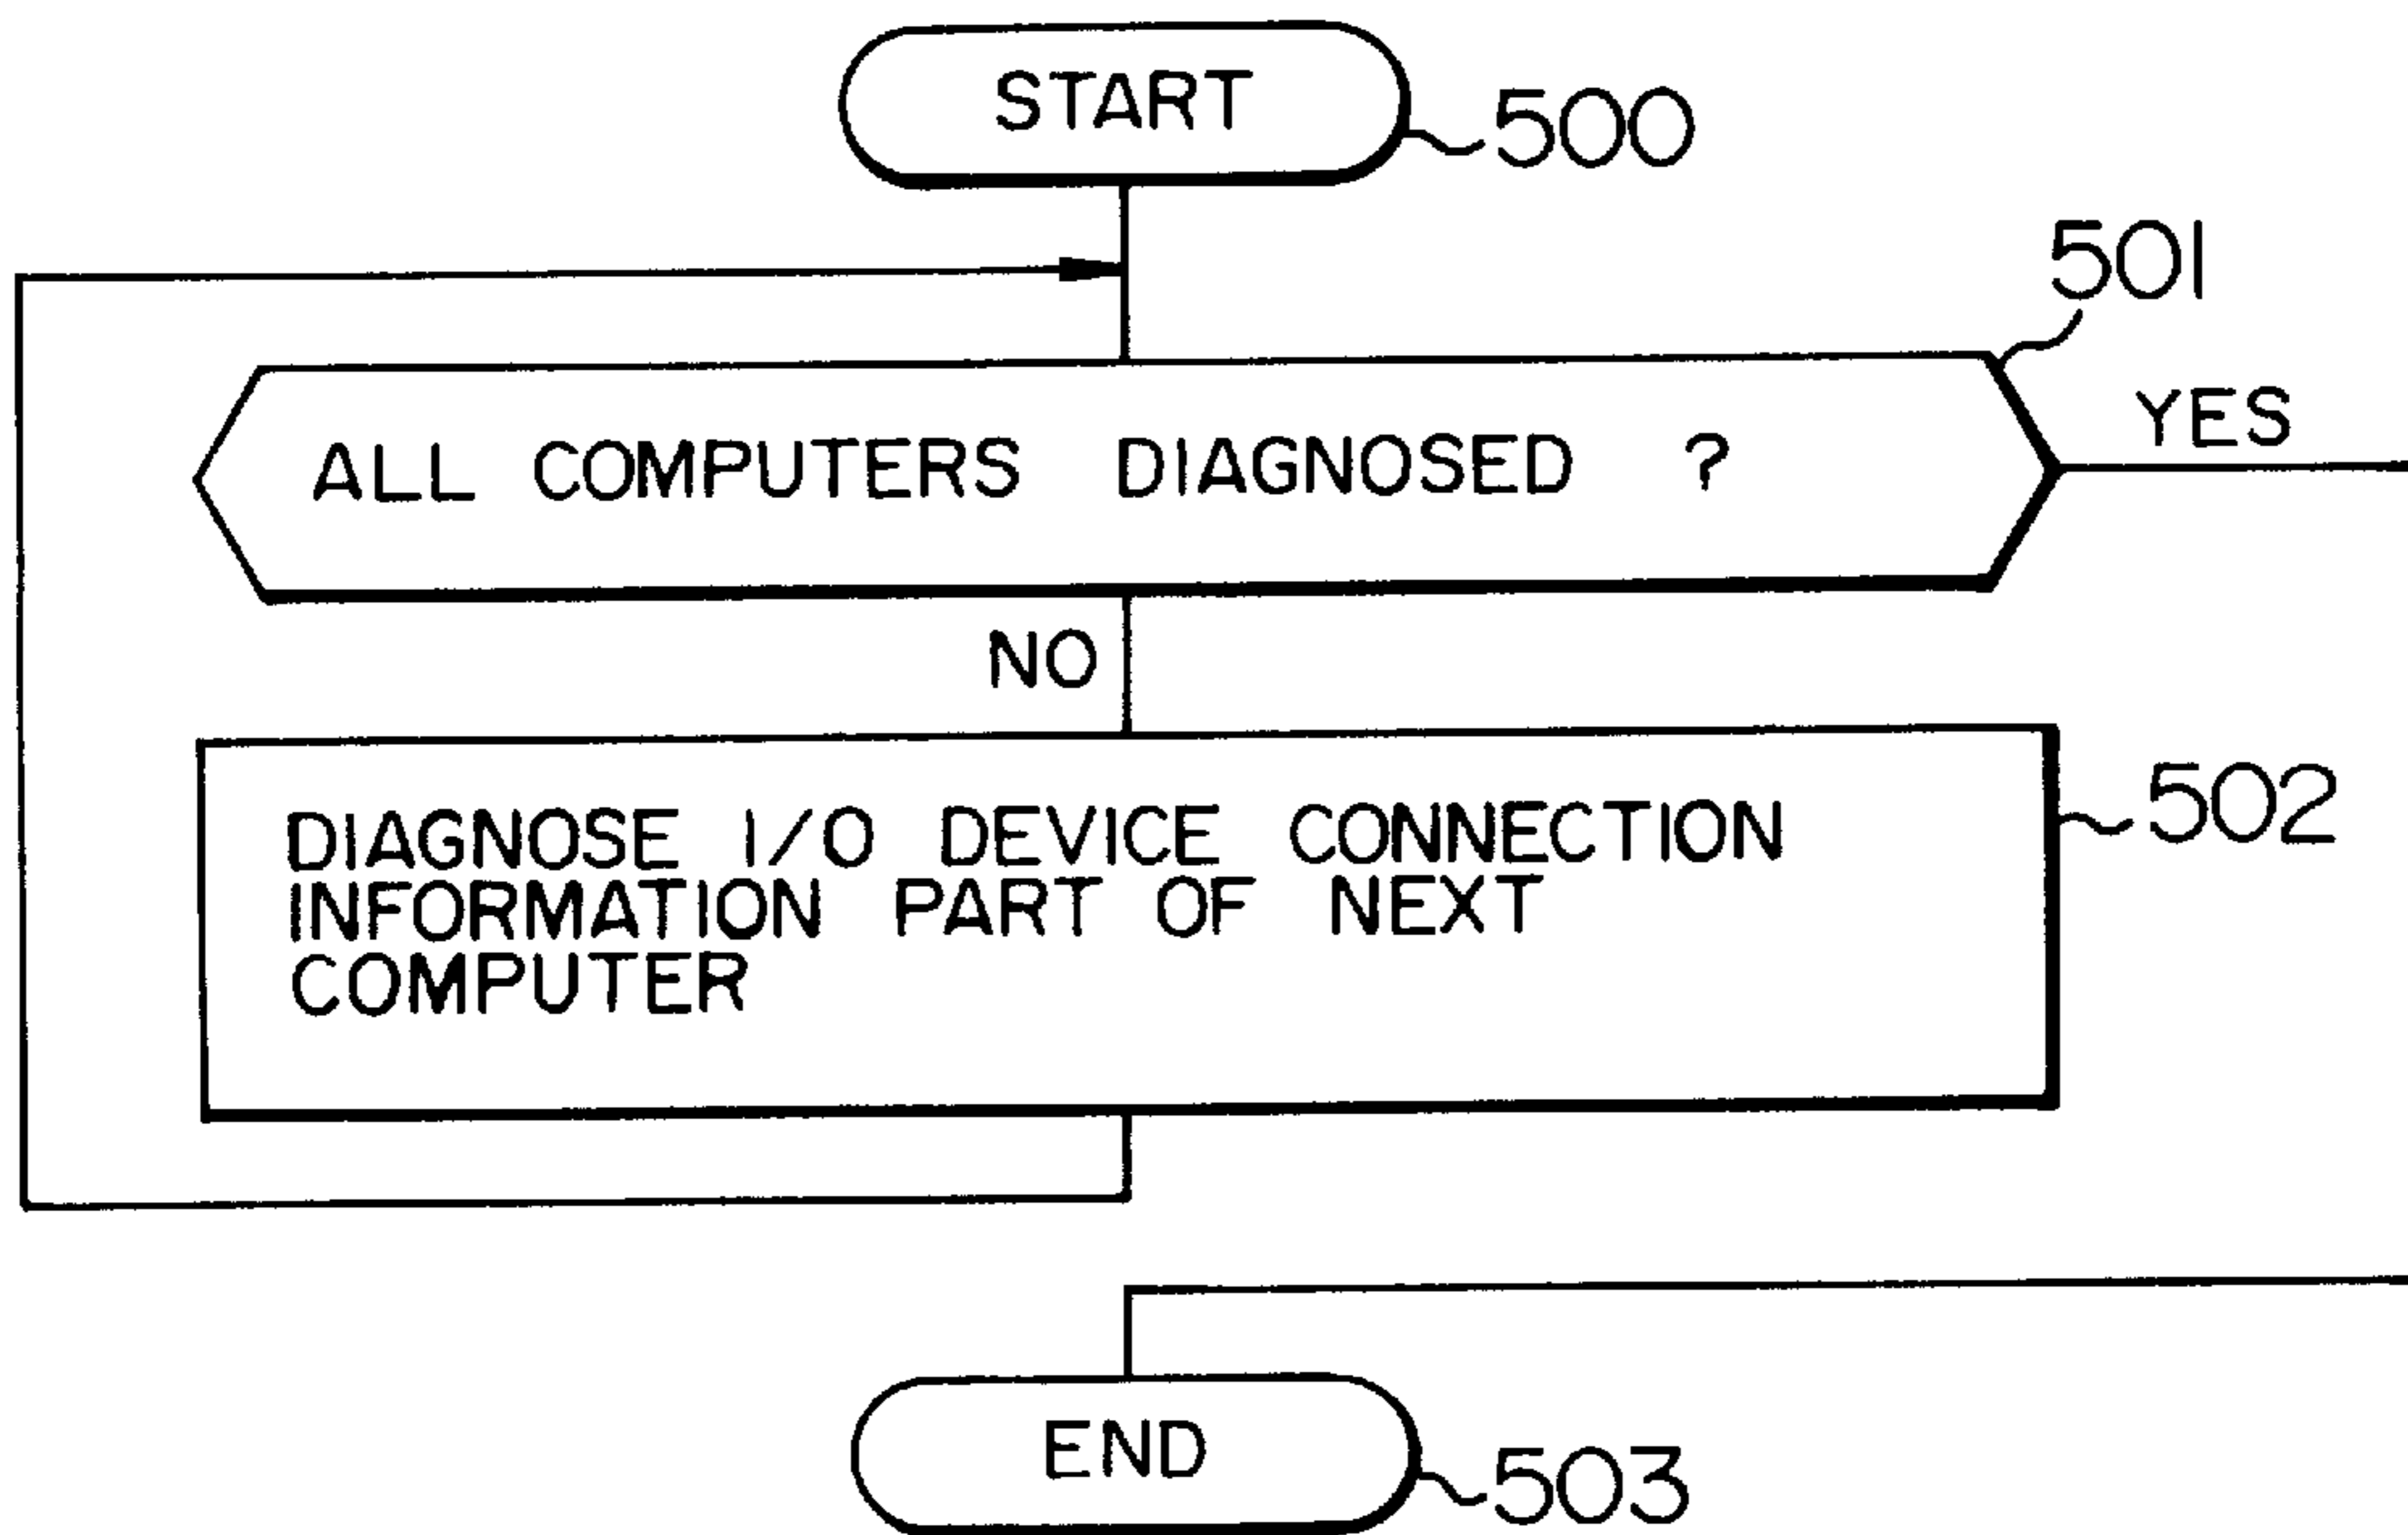 START
500
501
ALL COMPUTERS DIAGNOSED ?
YES
NO
DIAGNOSE I/O DEVICE CONNECTION
INFORMATION PART OF NEXT
COMPUTER
502
END
503